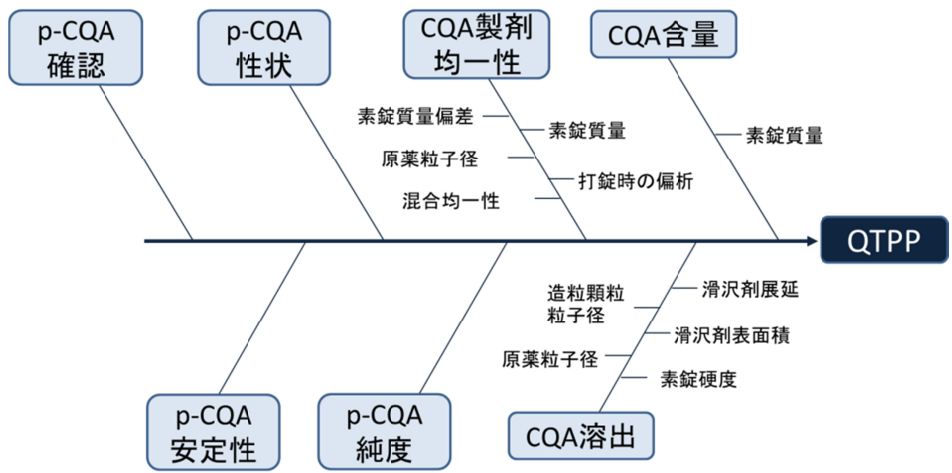 p-CQA
確認
p-CQA
性状
CQA製剤
均一性
CQA含量
素錠質量偏差
素錠質量
原薬粒子径
打錠時の偏析
混合均一性
素錠質量
QTPP
造粒顆粒
粒子径
滑沢剤展延
滑沢剤表面積
原薬粒子径
素錠硬度
p-CQA
安定性
p-CQA
純度
CQA溶出